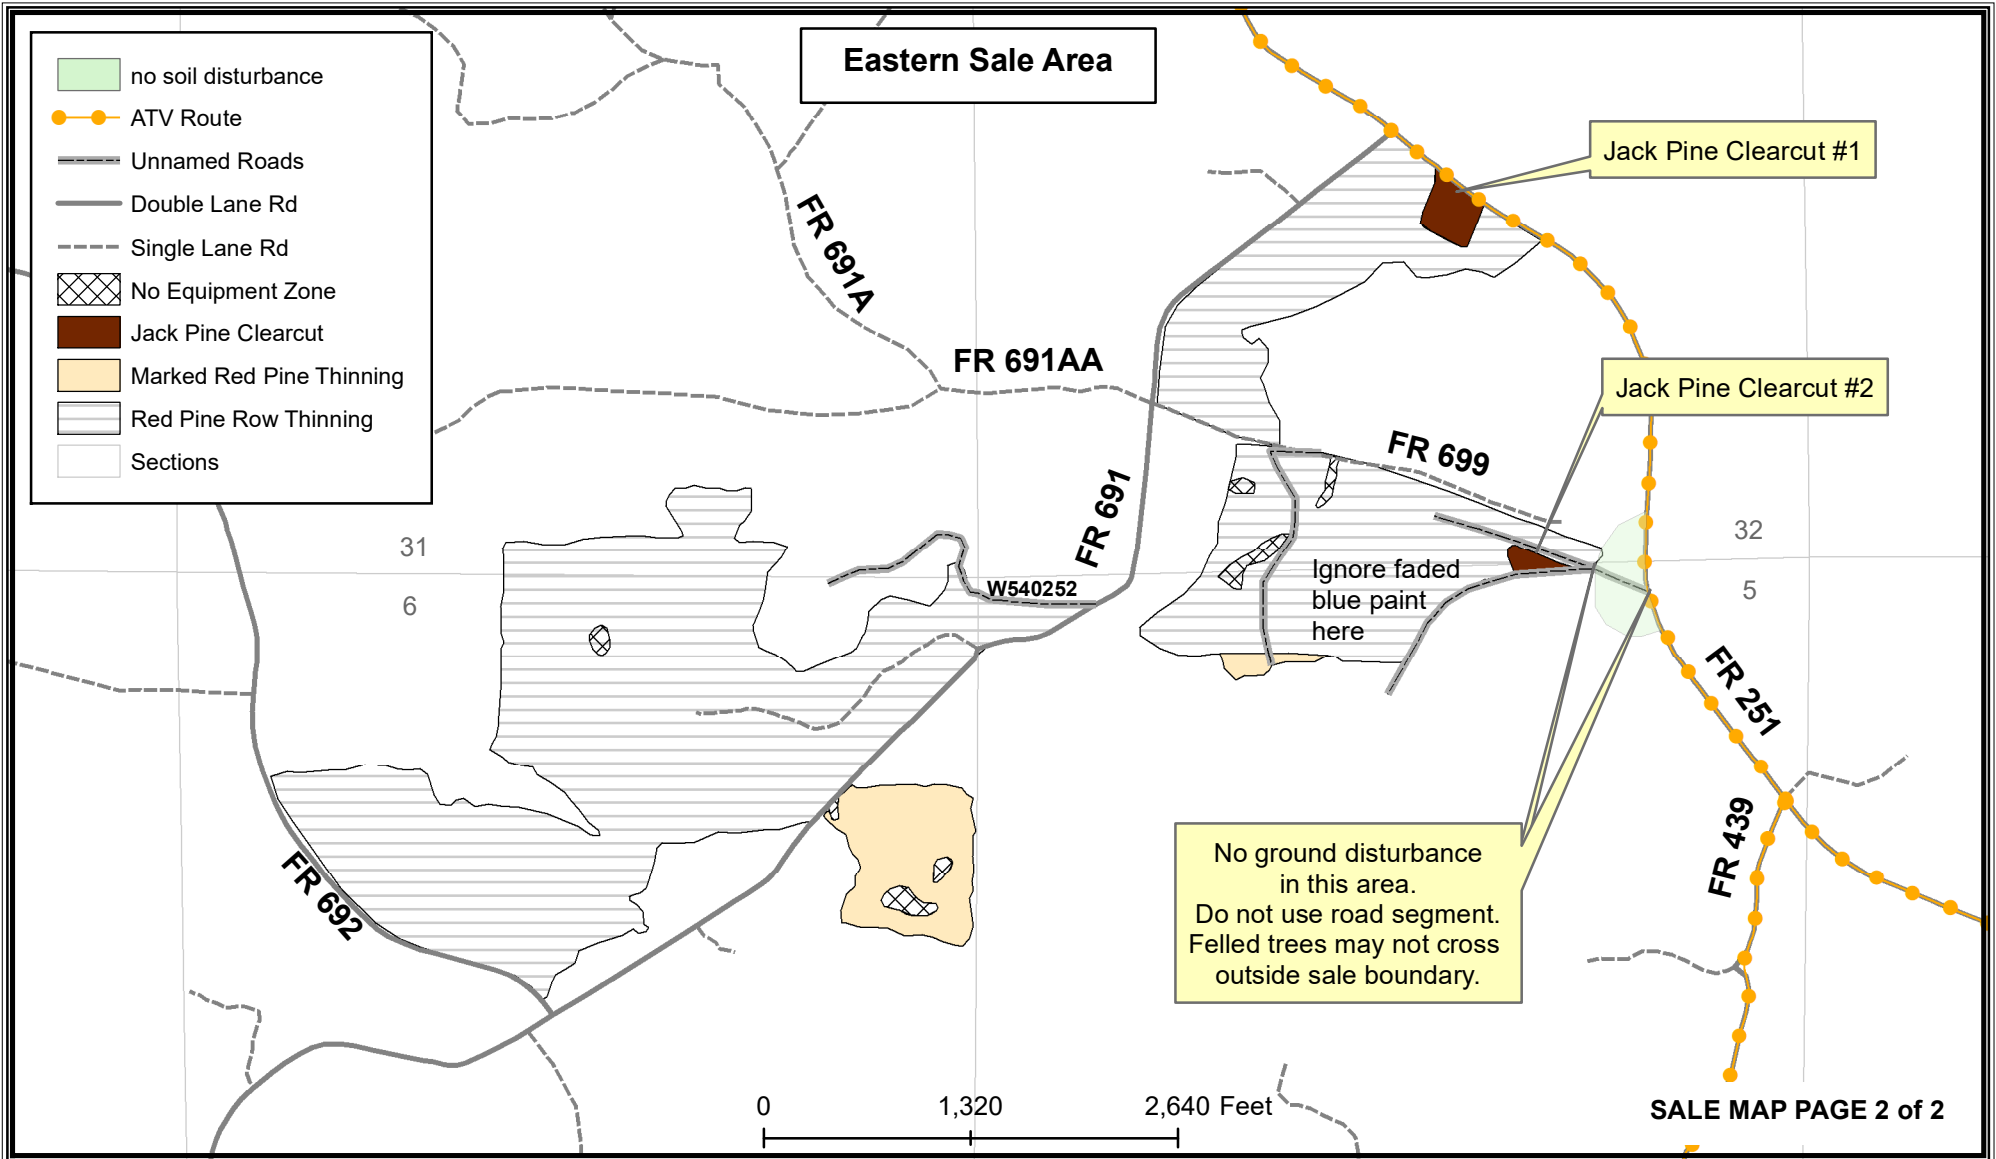 Eastern Sale Area
no soil disturbance
ATV Route
Unnamed Roads
Double Lane Rd
Single Lane Rd
No Equipment Zone
Jack Pine Clearcut
Marked Red Pine Thinning
Red Pine Row Thinning
Sections
Jack Pine Clearcut #1
FR 691A
FR 691AA
Jack Pine Clearcut #2
FR 699
FR 691
31
32
6
5
W540252
Ignore faded
blue paint
here
FR 251
FR 439
FR 692
No ground disturbance
in this area.
Do not use road segment.
Felled trees may not cross
outside sale boundary.
0 1,320 2,640 Feet
SALE MAP PAGE 2 of 2